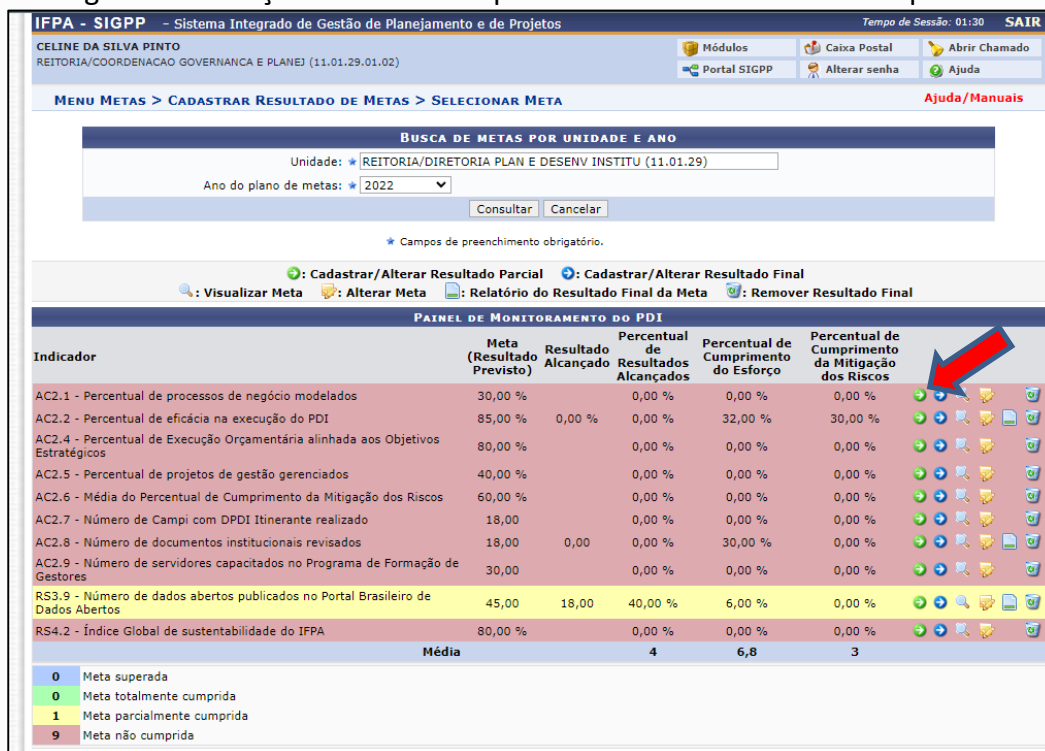 IFPA - SIGPP - Sistema Integrado de Gestão de Planejamento e de Projetos Tempo de Sessão: 01:30 SAIR
CELINE DA SILVA PINTO
REITORIA/COORDENACAO GOVERNANCA E PLANEJ (11.01.29.01.02)
Módulos Caixa Postal Abrir Chamado
Portal SIGPP Alterar senha Ajuda
MENU METAS > CADASTRAR RESULTADO DE METAS > SELECIONAR META Ajuda/Manuais
BUSCA DE METAS POR UNIDADE E ANO
Unidade: REITORIA/DIRETORIA PLAN E DESENV INSTITU (11.01.29)
Ano do plano de metas: 2022
Consultar Cancelar
Campos de preenchimento obrigatório.
: Cadastrar/Alterar Resultado Parcial : Cadastrar/Alterar Resultado Final
: Visualizar Meta : Alterar Meta : Relatório do Resultado Final da Meta : Remover Resultado Final
PAINEL DE MONITORAMENTO DO PDI
Indicador
Meta
(Resultado
Previsto)
Resultado
Alcançado
Percentual
de
Resultados
Alcançados
Percentual de
Cumprimento
do Esforço
Percentual de
Cumprimento
da Mitigação
dos Riscos
AC2.1 - Percentual de processos de negócio modelados 30,00 % 0,00 % 0,00 % 0,00 %
AC2.2 - Percentual de eficácia na execução do PDI 85,00 % 0,00 % 0,00 % 32,00 % 30,00 %
AC2.4 - Percentual de Execução Orçamentária alinhada aos Objetivos
Estratégicos 80,00 % 0,00 % 0,00 % 0,00 %
AC2.5 - Percentual de projetos de gestão gerenciados 40,00 % 0,00 % 0,00 % 0,00 %
AC2.6 - Média do Percentual de Cumprimento da Mitigação dos Riscos 60,00 % 0,00 % 0,00 % 0,00 %
AC2.7 - Número de Campi com DPDI Itinerante realizado 18,00 0,00 % 0,00 % 0,00 %
AC2.8 - Número de documentos institucionais revisados 18,00 0,00 0,00 % 30,00 % 0,00 %
AC2.9 - Número de servidores capacitados no Programa de Formação de
Gestores 30,00 0,00 % 0,00 % 0,00 %
RS3.9 - Número de dados abertos publicados no Portal Brasileiro de
Dados Abertos 45,00 18,00 40,00 % 6,00 % 0,00 %
RS4.2 - Índice Global de sustentabilidade do IFPA 80,00 % 0,00 % 0,00 % 0,00 %
Média 4 6,8 3
0 Meta superada
0 Meta totalmente cumprida
1 Meta parcialmente cumprida
9 Meta não cumprida